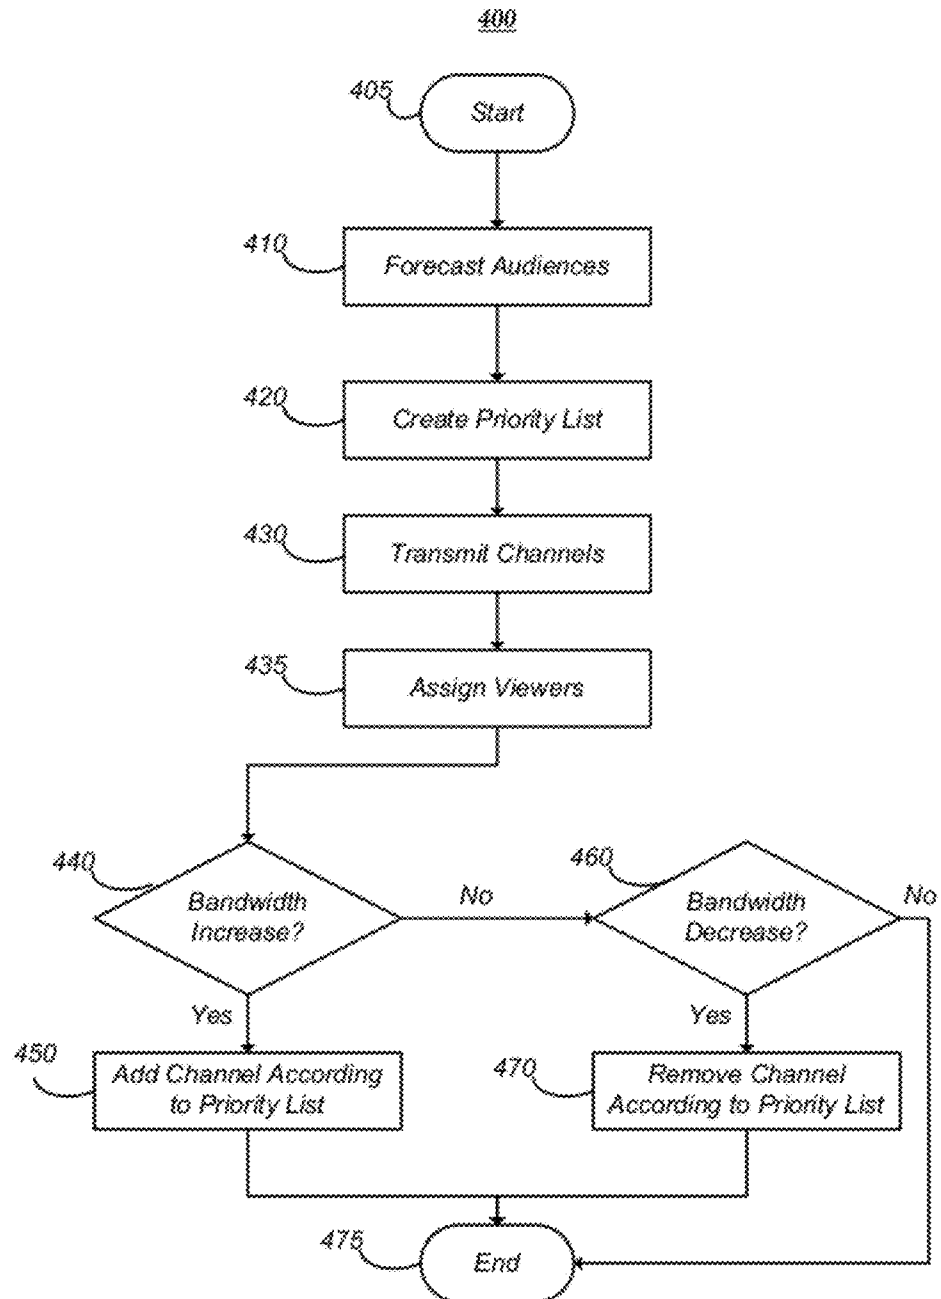 400
405
Start
410
Forecast Audiences
420
Create Priority List
430
Transmit Channels
435
Assign Viewers
440
Bandwidth
Increase?
No
460
Bandwidth
Decrease?
No
Yes
Yes
450
Add Channel According
to Priority List
470
Remove Channel
According to Priority List
475
End